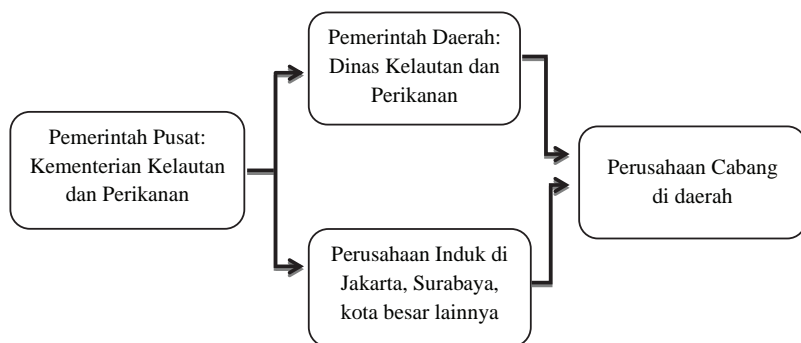 Pemerintah Pusat:
Kementerian Kelautan
dan Perikanan
Pemerintah Daerah:
Dinas Kelautan dan
Perikanan
Perusahaan Induk di
Jakarta, Surabaya,
kota besar lainnya
Perusahaan Cabang
di daerah